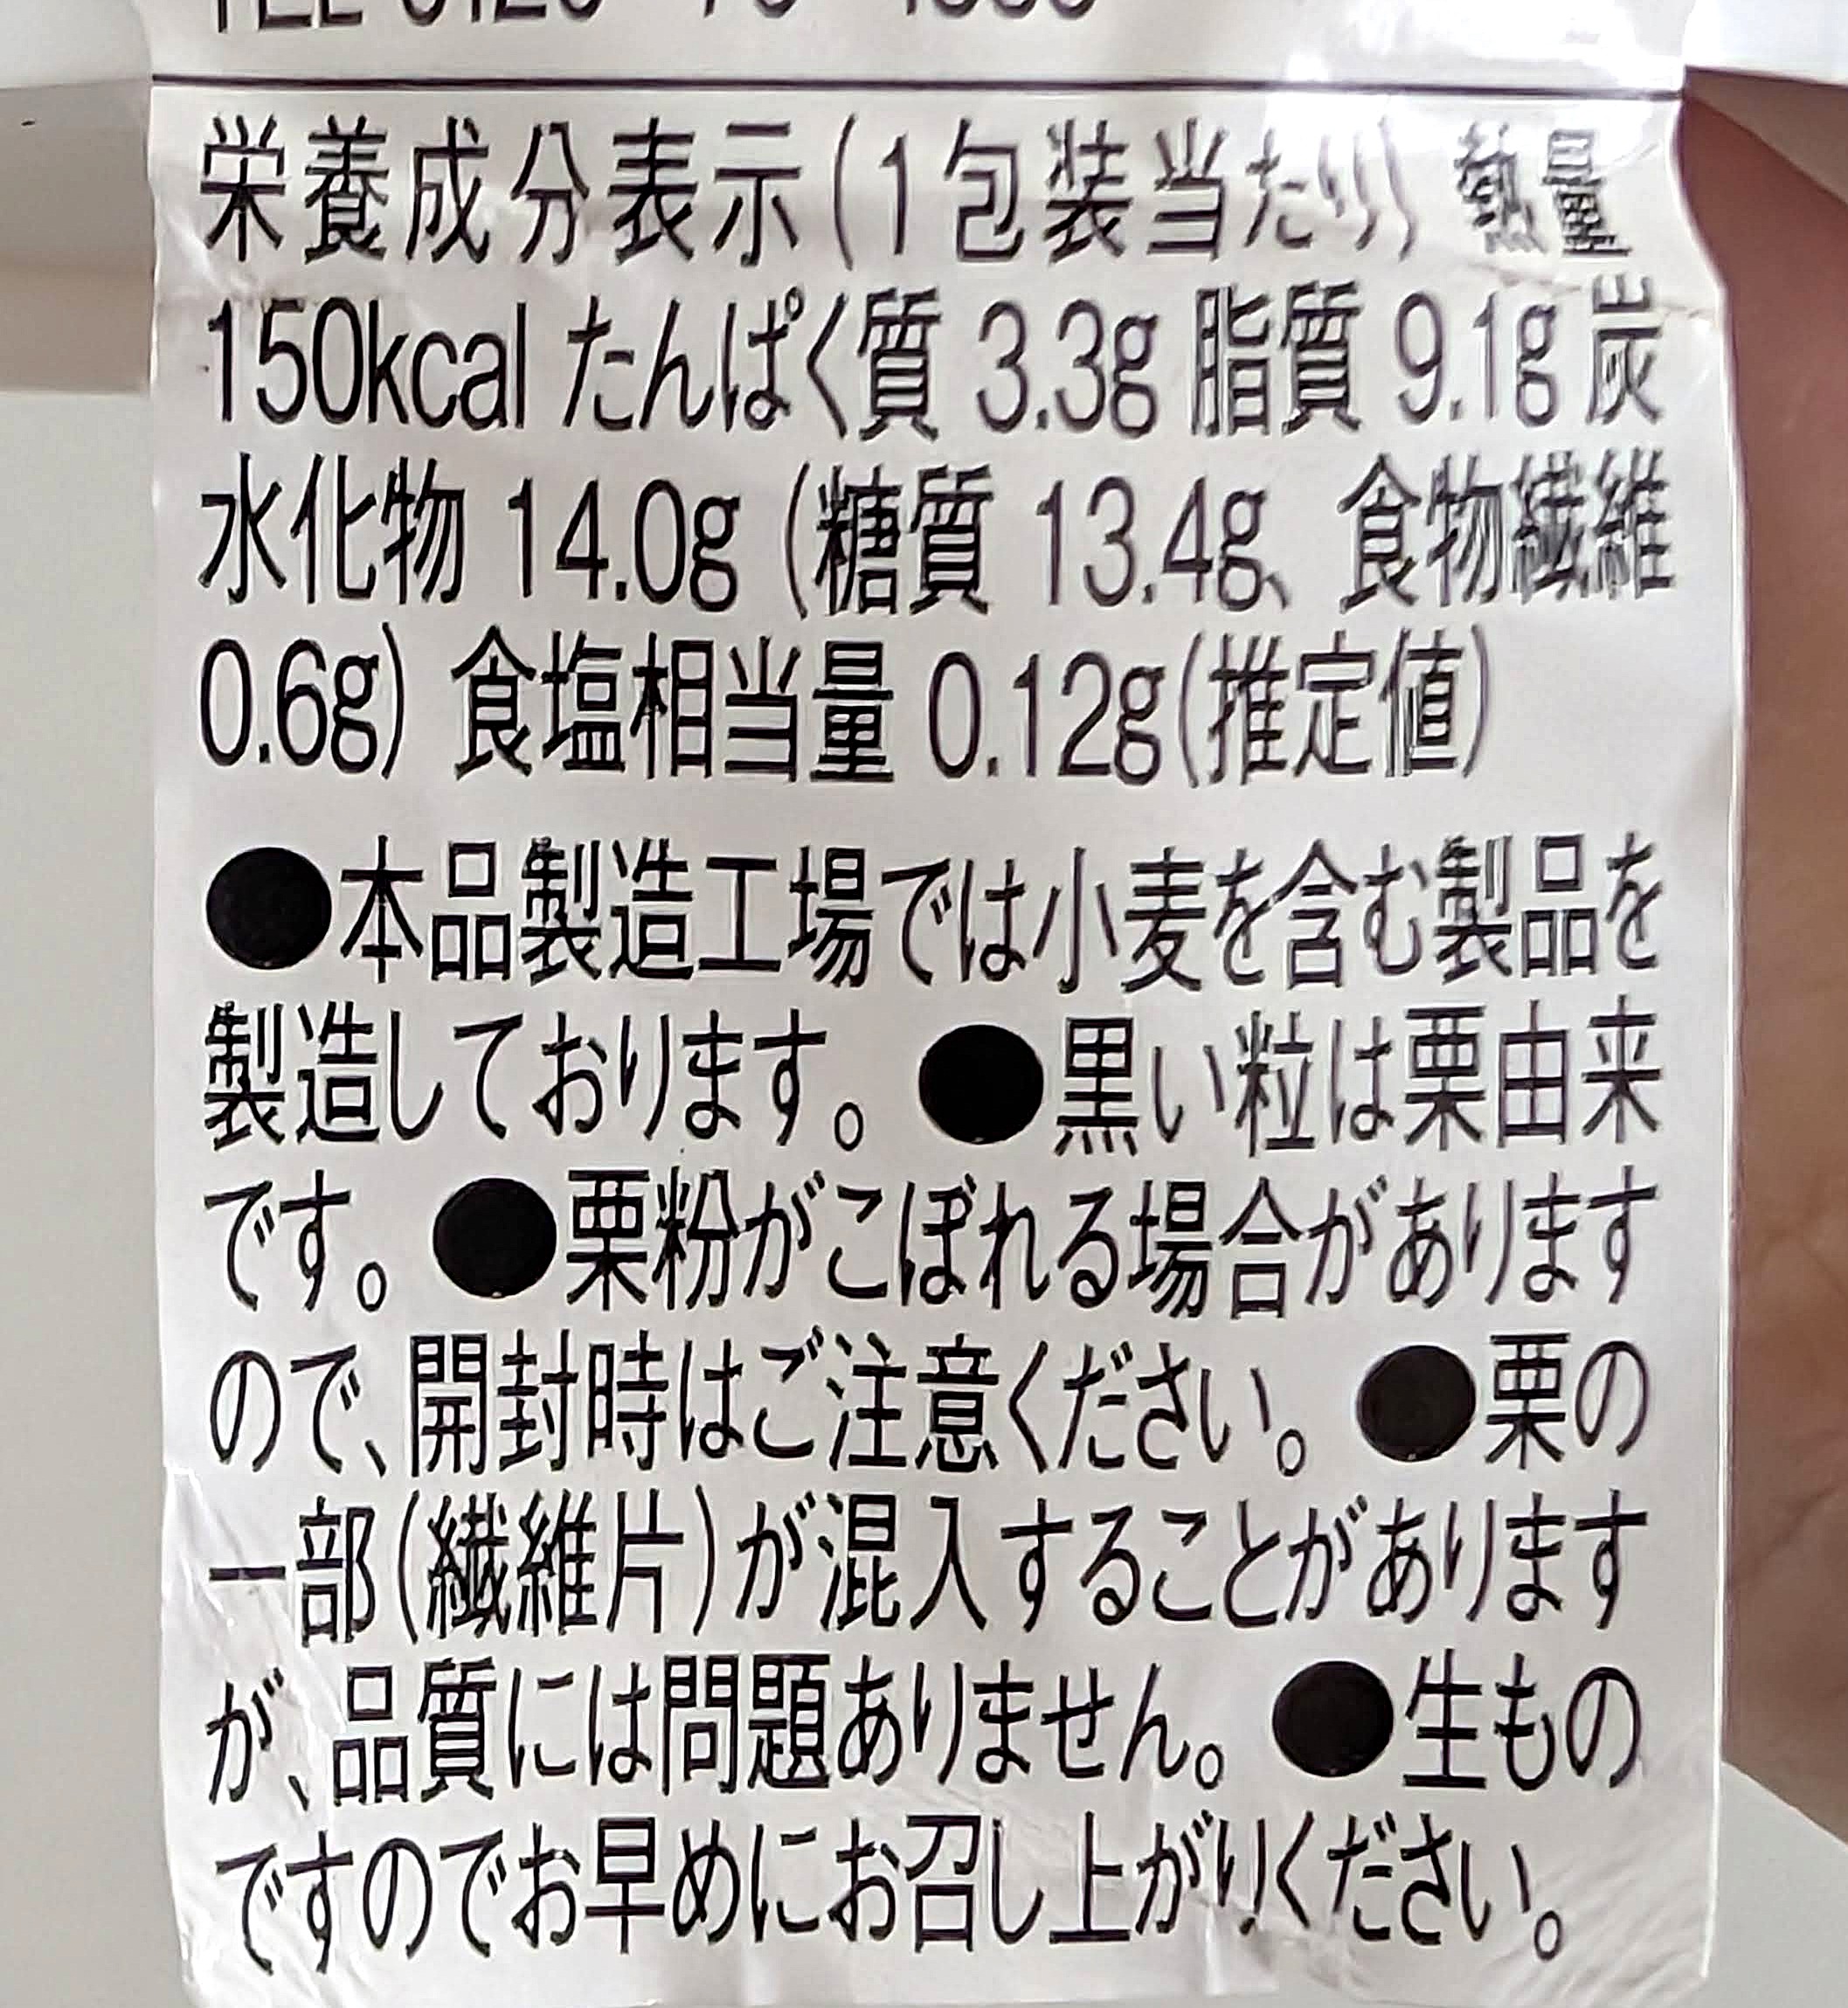 栄養成分表示(1包装当たり) 熱量
150kcal たんぱく質 3.3g 脂質 9.1g 炭
水化物 14.0g (糖質 13.4g、食物繊維
0.6g) 食塩相当量 0.12g(推定値)
●本品製造工場では小麦を含む製品を
製造しております。●黒い粒は栗由来
です。●栗粉がこぼれる場合があります
ので、開封時はご注意ください。●栗の
一部(繊維片)が混入することがあります
が、品質には問題ありません。●生もの
ですのでお早めにお召し上がりください。